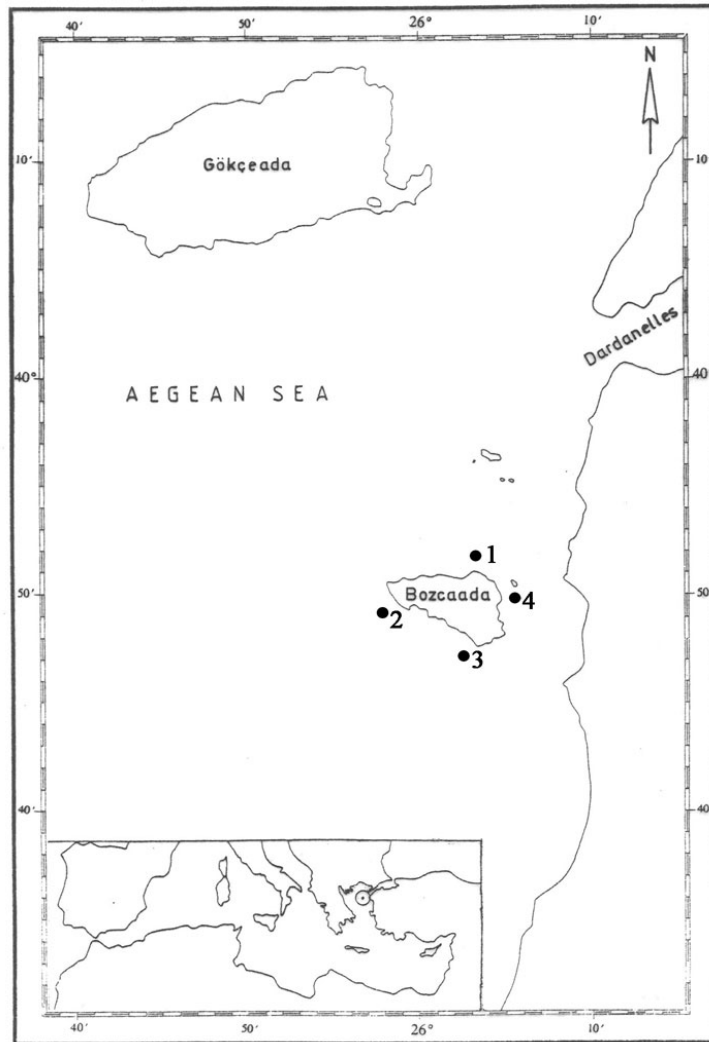 40′ 50′ 26° 10′
N
10′ 10′
Gökçeada
Dardanelles
40° 40°
AEGEAN SEA
1
50′ Bozcaada 4 50′
2
3
40′ 40′
40′ 50′ 26° 10′